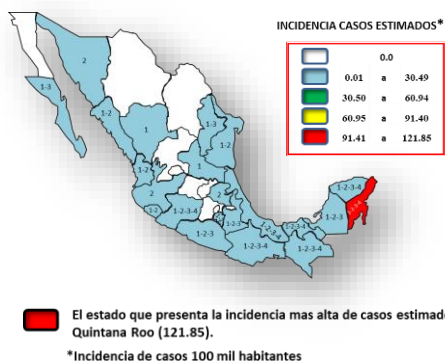 INCIDENCIA CASOS ESTIMADOS*
0.0
0.01 a 30.49
30.50 a 60.94
60.95 a 91.40
91.41 a 121.85
2
1-3
1-2
1
1-3
1-2
1
2
2
1-2
1-2-3-4
1-2-3
1-2-3-4
1-2-3-4
1-2-3-4
1-2-3-4
1-2-3-4
1-2-3
1-2-3-4
1-2-3-4
El estado que presenta la incidencia mas alta de casos estimad
Quintana Roo (121.85).
*Incidencia de casos 100 mil habitantes